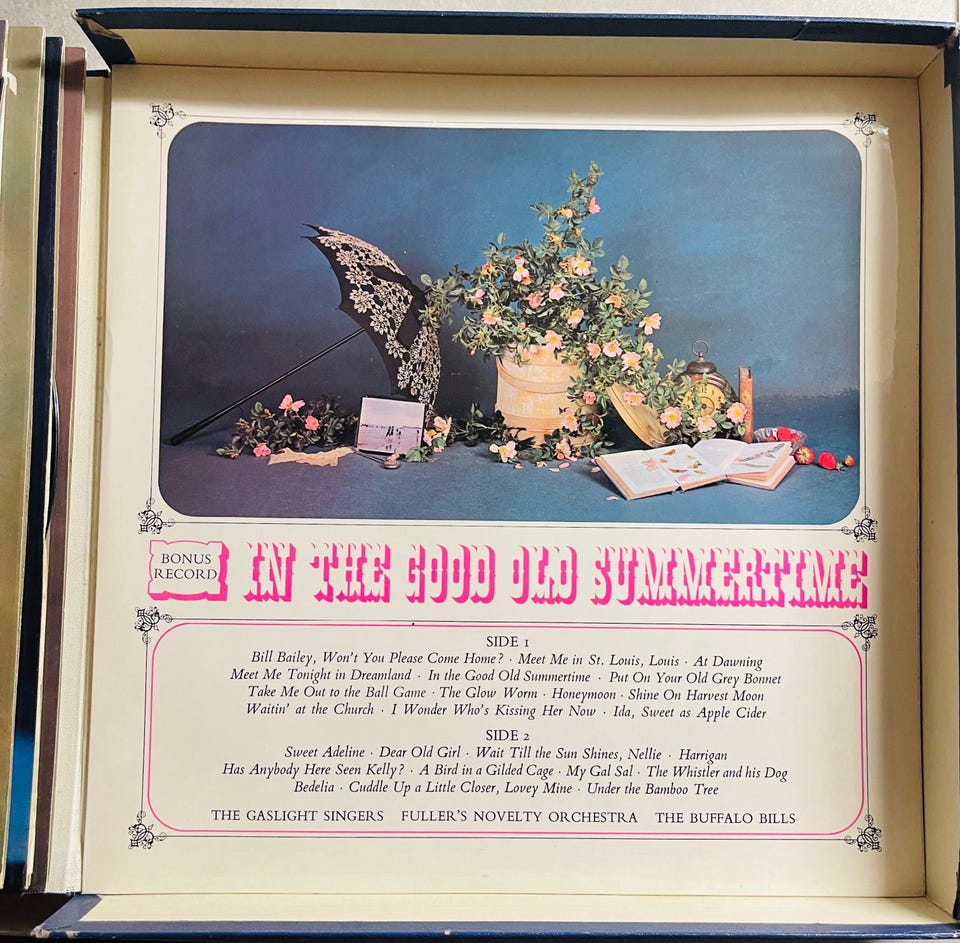 BONUS
RECORD
IN THE GOOD OLD SUMMERTIME
SIDE 1
Bill Bailey, Won't You Please Come Home? · Meet Me in St. Louis, Louis · At Dawning
Meet Me Tonight in Dreamland · In the Good Old Summertime · Put On Your Old Grey Bonnet
Take Me Out to the Ball Game · The Glow Worm · Honeymoon · Shine On Harvest Moon
Waitin' at the Church · I Wonder Who's Kissing Her Now · Ida, Sweet as Apple Cider
SIDE 2
Sweet Adeline · Dear Old Girl · Wait Till the Sun Shines, Nellie · Harrigan
Has Anybody Here Seen Kelly? · A Bird in a Gilded Cage · My Gal Sal · The Whistler and his Dog
Bedelia · Cuddle Up a Little Closer, Lovey Mine · Under the Bamboo Tree
THE GASLIGHT SINGERS FULLER'S NOVELTY ORCHESTRA THE BUFFALO BILLS